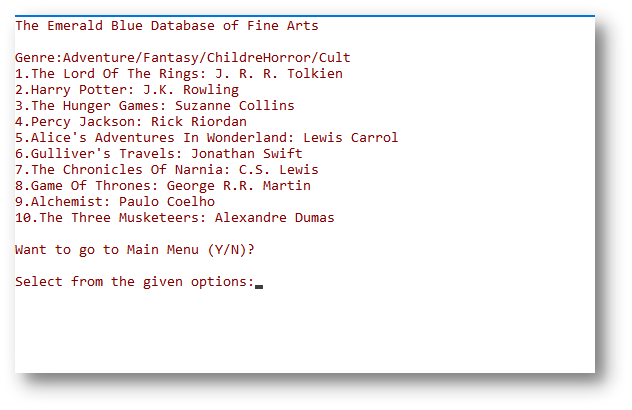 The Emerald Blue Database of Fine Arts
Genre:Adventure/Fantasy/ChildreHorror/Cult
1.The Lord Of The Rings: J. R. R. Tolkien
2.Harry Potter: J.K. Rowling
3.The Hunger Games: Suzanne Collins
4.Percy Jackson: Rick Riordan
5.Alice's Adventures In Wonderland: Lewis Carrol
6.Gulliver's Travels: Jonathan Swift
7.The Chronicles Of Narnia: C.S. Lewis
8.Game Of Thrones: George R.R. Martin
9.Alchemist: Paulo Coelho
10.The Three Musketeers: Alexandre Dumas
Want to go to Main Menu (Y/N)?
Select from the given options: